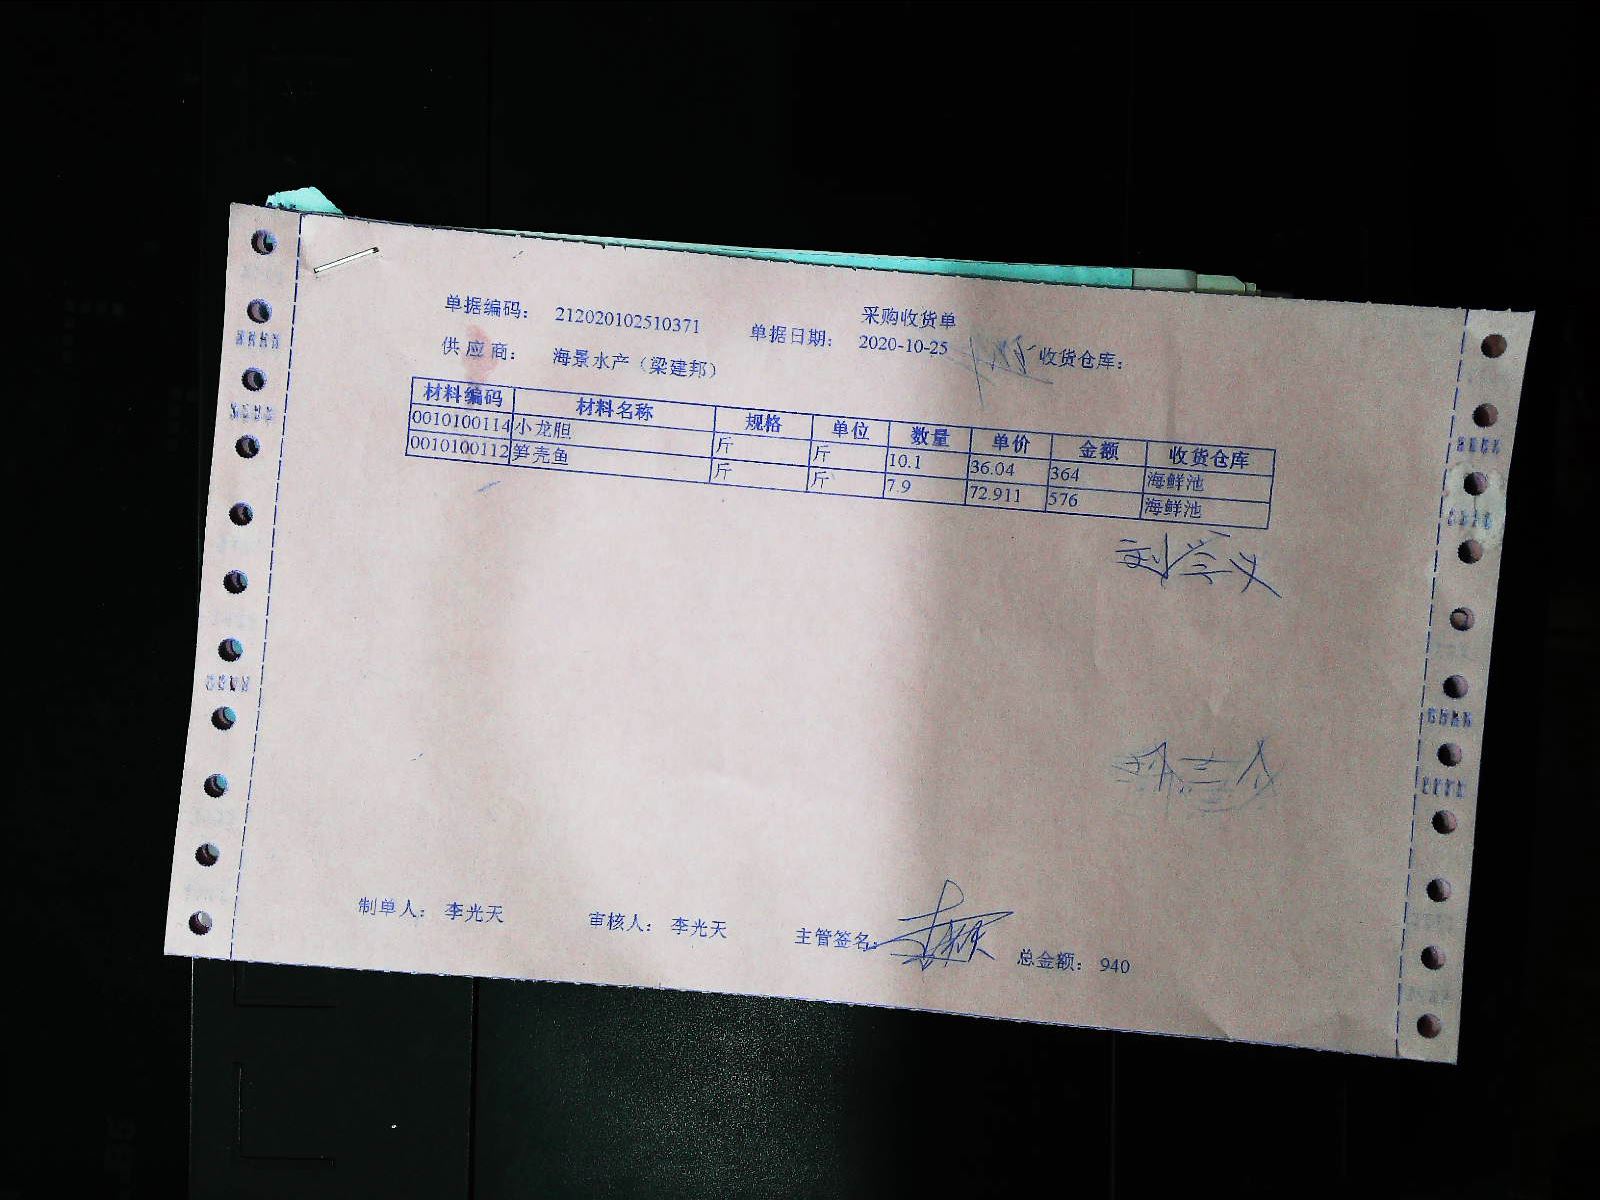 采购收货单
单据编码: 212020102510371 单据日期: 2020-10-25 收货仓库:
供应商: 海景水产（梁建邦）
材料编码 材料名称 规格 单位 数量 单价 金额 收货仓库
0010100114 小龙胆 斤 斤 10.1 36.04 364 海鲜池
0010100112 笋壳鱼 斤 斤 7.9 72.911 576 海鲜池
制单人: 李光天 审核人: 李光天 主管签名: 总金额: 940